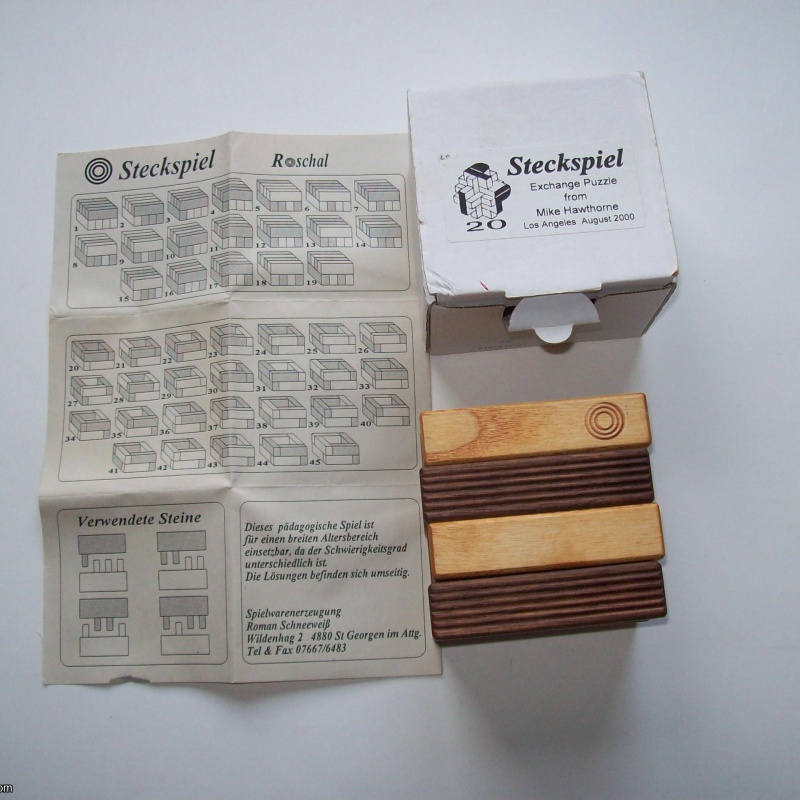 Steckspiel Roschal
1 2 3 4 5 6 7
8 9 10 11 12 13 14
15 16 17 18 19
20 21 22 23 24 25 26
27 28 29 30 31 32 33
34 35 36 37 38 39 40
41 42 43 44 45
Verwendete Steine
Dieses pädagogische Spiel ist
für einen breiten Altersbereich
einsetzbar, da der Schwierigkeitsgrad
unterschiedlich ist.
Die Lösungen befinden sich umseitig.
Spielwarenerzeugung
Roman Schneeweiß
Wildenhag 2 4880 St Georgen im Attg.
Tel & Fax 07667/6483
Steckspiel
Exchange Puzzle
from
Mike Hawthorne
Los Angeles August 2000
20